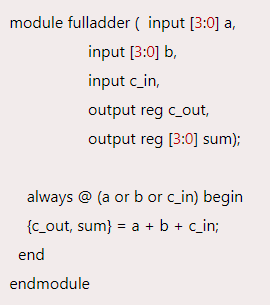 module fulladder (  input [3:0] a,
input [3:0] b,
input c_in,
output reg c_out,
output reg [3:0] sum);
always @ (a or b or c_in) begin
{c_out, sum} = a + b + c_in;
end
endmodule